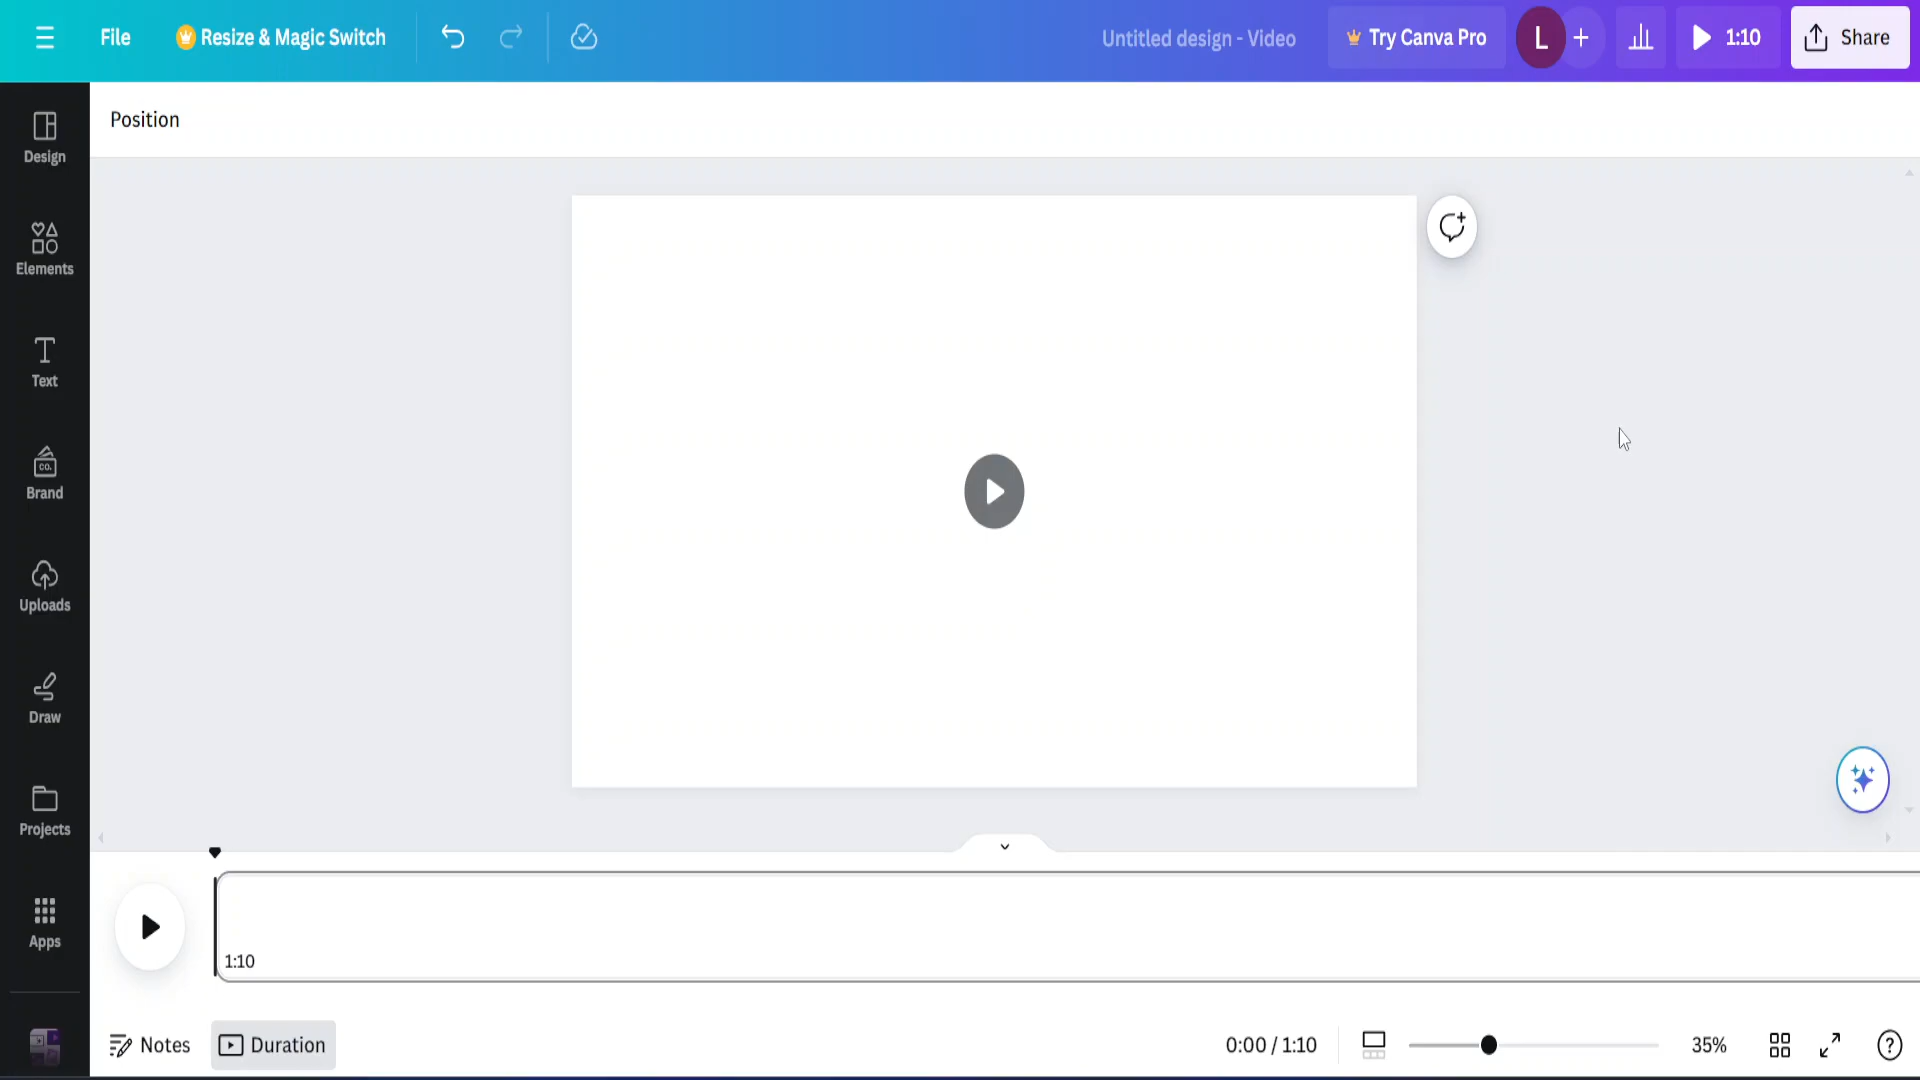 File
Resize & Magic Switch
Untitled design - Video
Try Canva Pro
L
1:10
Share
Position
Design
Elements
Text
CO.
Brand
Uploads
Draw
Projects
Apps
1:10
Notes
Duration
0:00 / 1:10
35%
?